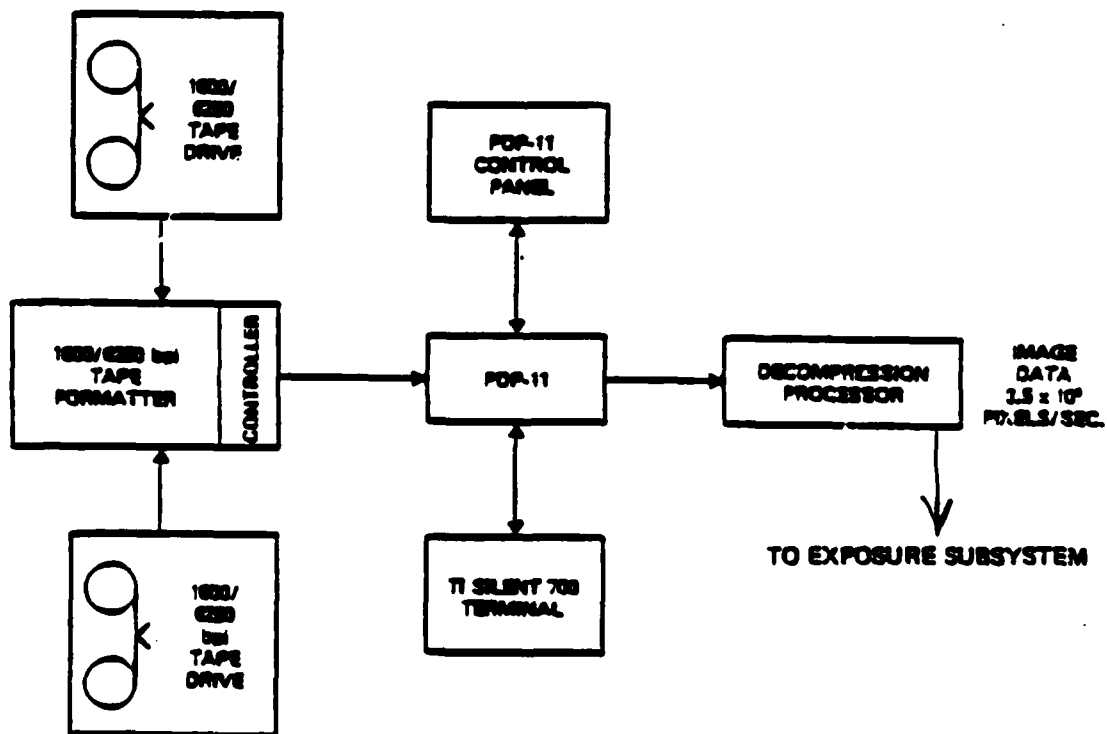 1600/
6250
TAPE
DRIVE
PDP-11
CONTROL
PANEL
1600/6250 bpi
TAPE
FORMATTER
CONTROLLER
PDP-11
DECOMPRESSION
PROCESSOR
IMAGE
DATA
PIXELS/SEC.
1600/
6250
bpi
TAPE
DRIVE
TI SILENT 700
TERMINAL
TO EXPOSURE SUBSYSTEM